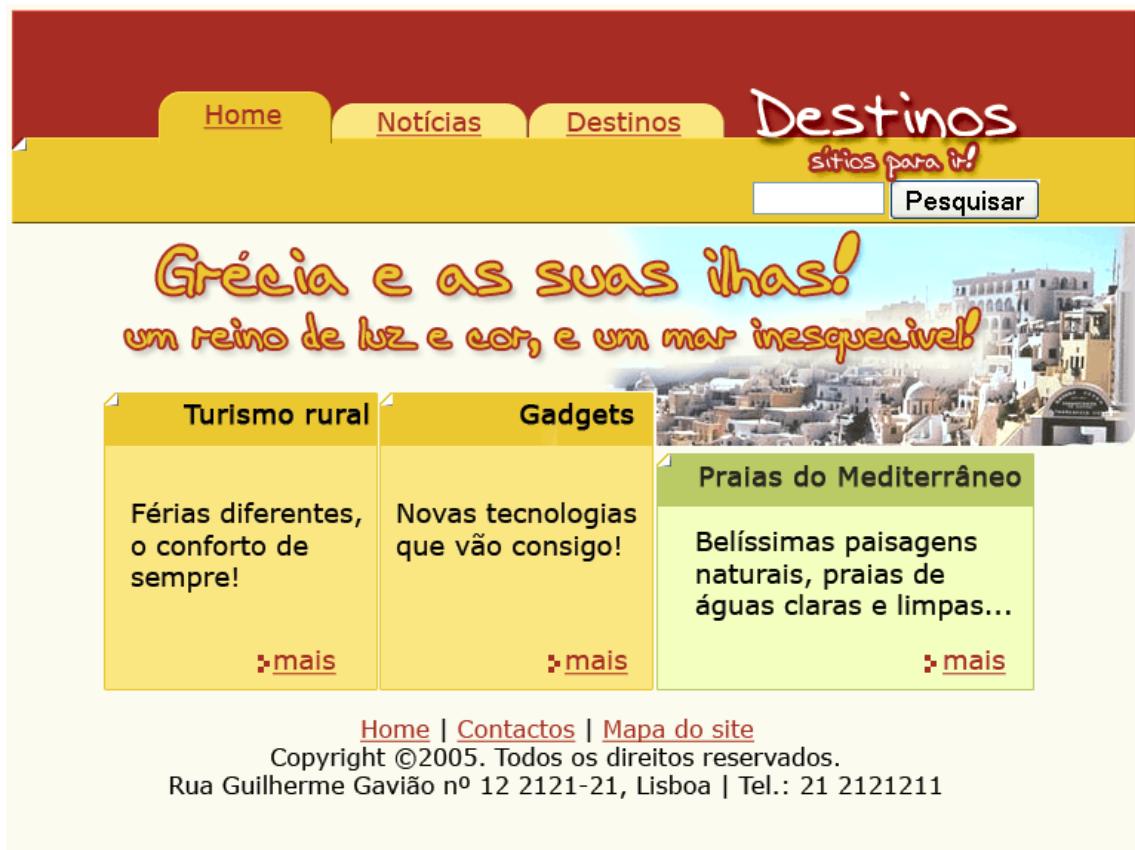 Home
Notícias
Destinos
Destinos
sítios para ir!
Pesquisar
Grécia e as suas ilhas!
um reino de luz e cor, e um mar inesquecivel!
Turismo rural
Férias diferentes,
o conforto de
sempre!
mais
Gadgets
Novas tecnologias
que vão consigo!
mais
Praias do Mediterrâneo
Belíssimas paisagens
naturais, praias de
águas claras e limpas...
mais
Home | Contactos | Mapa do site
Copyright ©2005. Todos os direitos reservados.
Rua Guilherme Gavião nº 12 2121-21, Lisboa | Tel.: 21 2121211